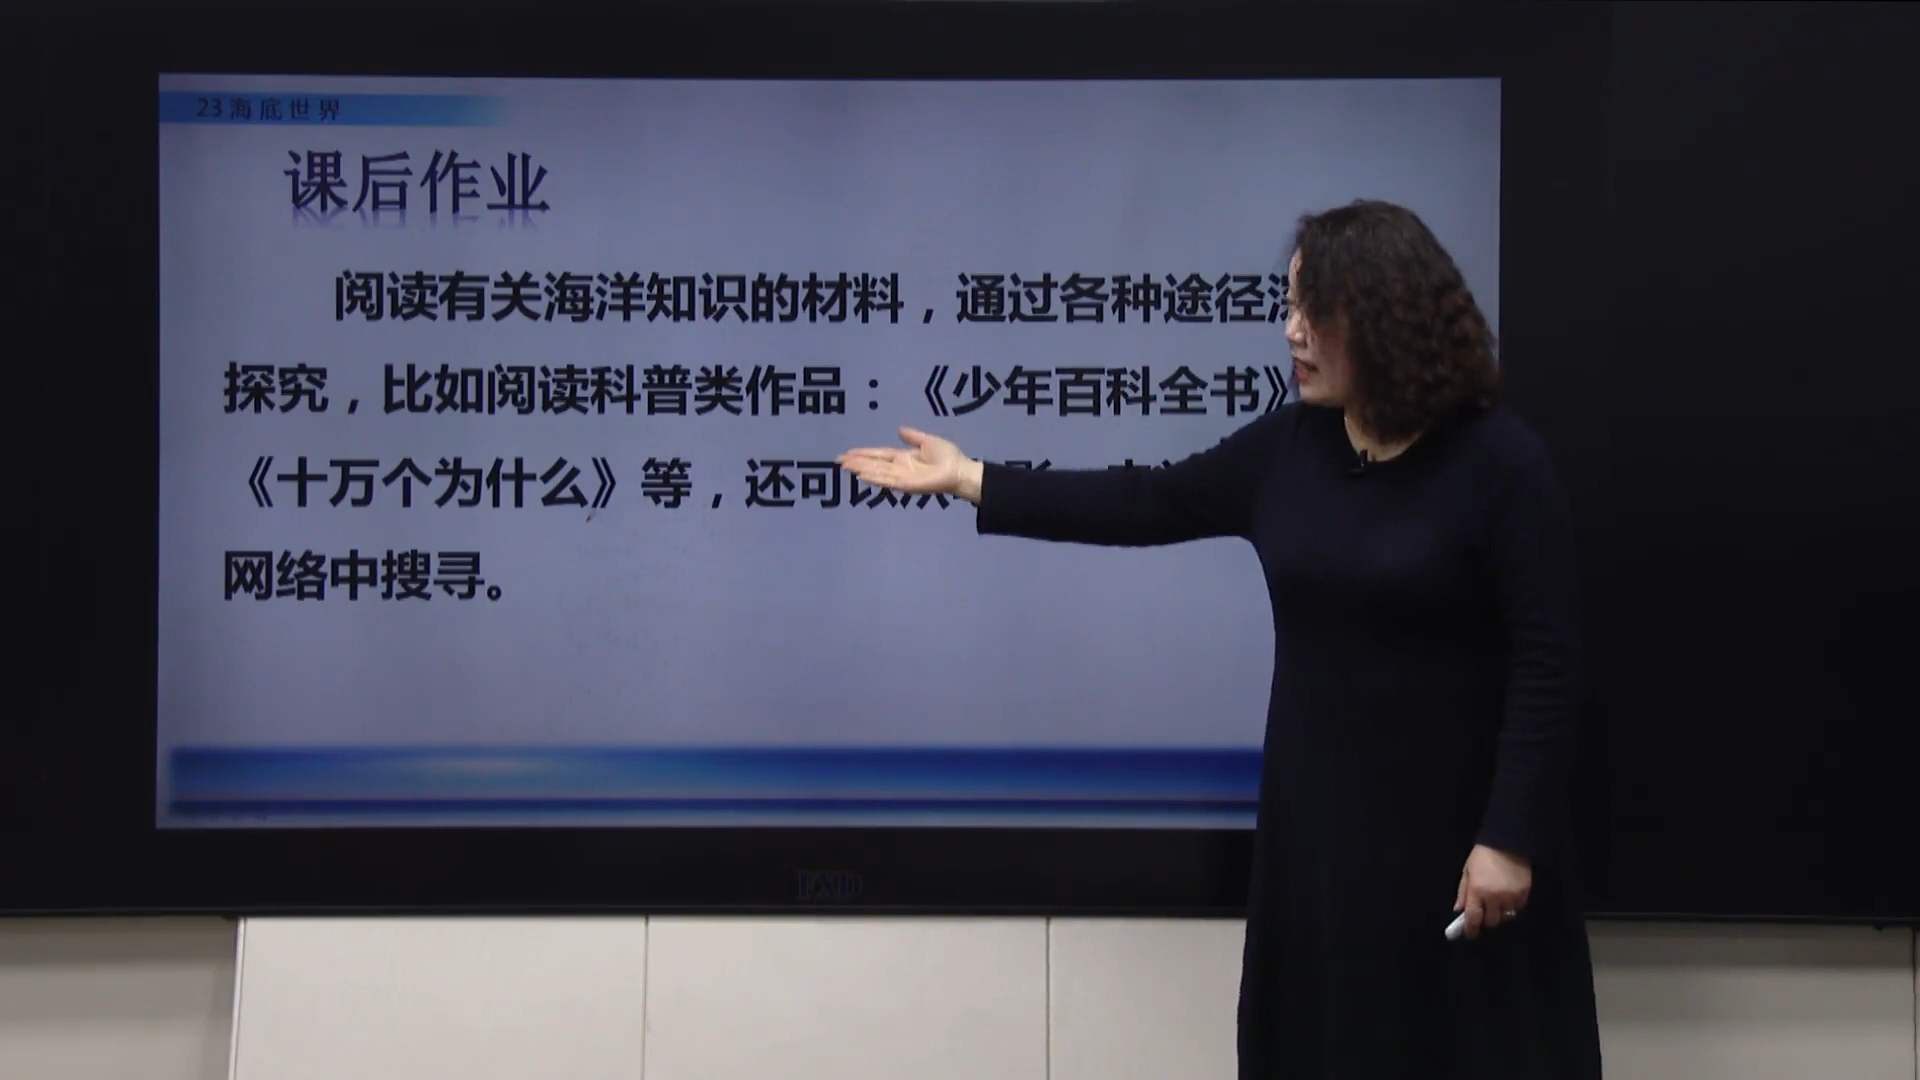 23 海底世界
课后作业
阅读有关海洋知识的材料，通过各种途径深
探究，比如阅读科普类作品：《少年百科全书》
《十万个为什么》等，还可以从
网络中搜寻。